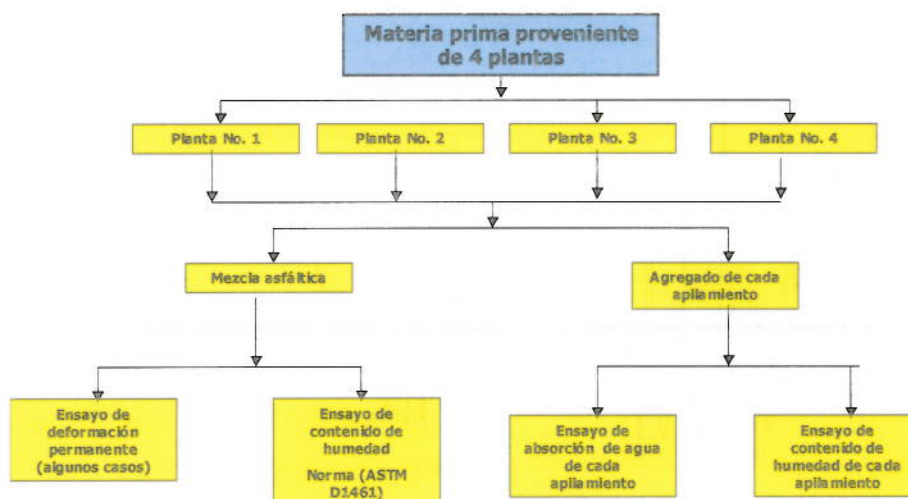 Materia prima proveniente
de 4 plantas
Planta No. 1
Planta No. 2
Planta No. 3
Planta No. 4
Mezcla asfáltica
Agregado de cada
apilamiento
Ensayo de
deformación
permanente
(algunos casos)
Ensayo de
contenido de
humedad
Norma (ASTM
D1461)
Ensayo de
absorción de agua
de cada
apilamiento
Ensayo de
contenido de
humedad de cada
apilamiento